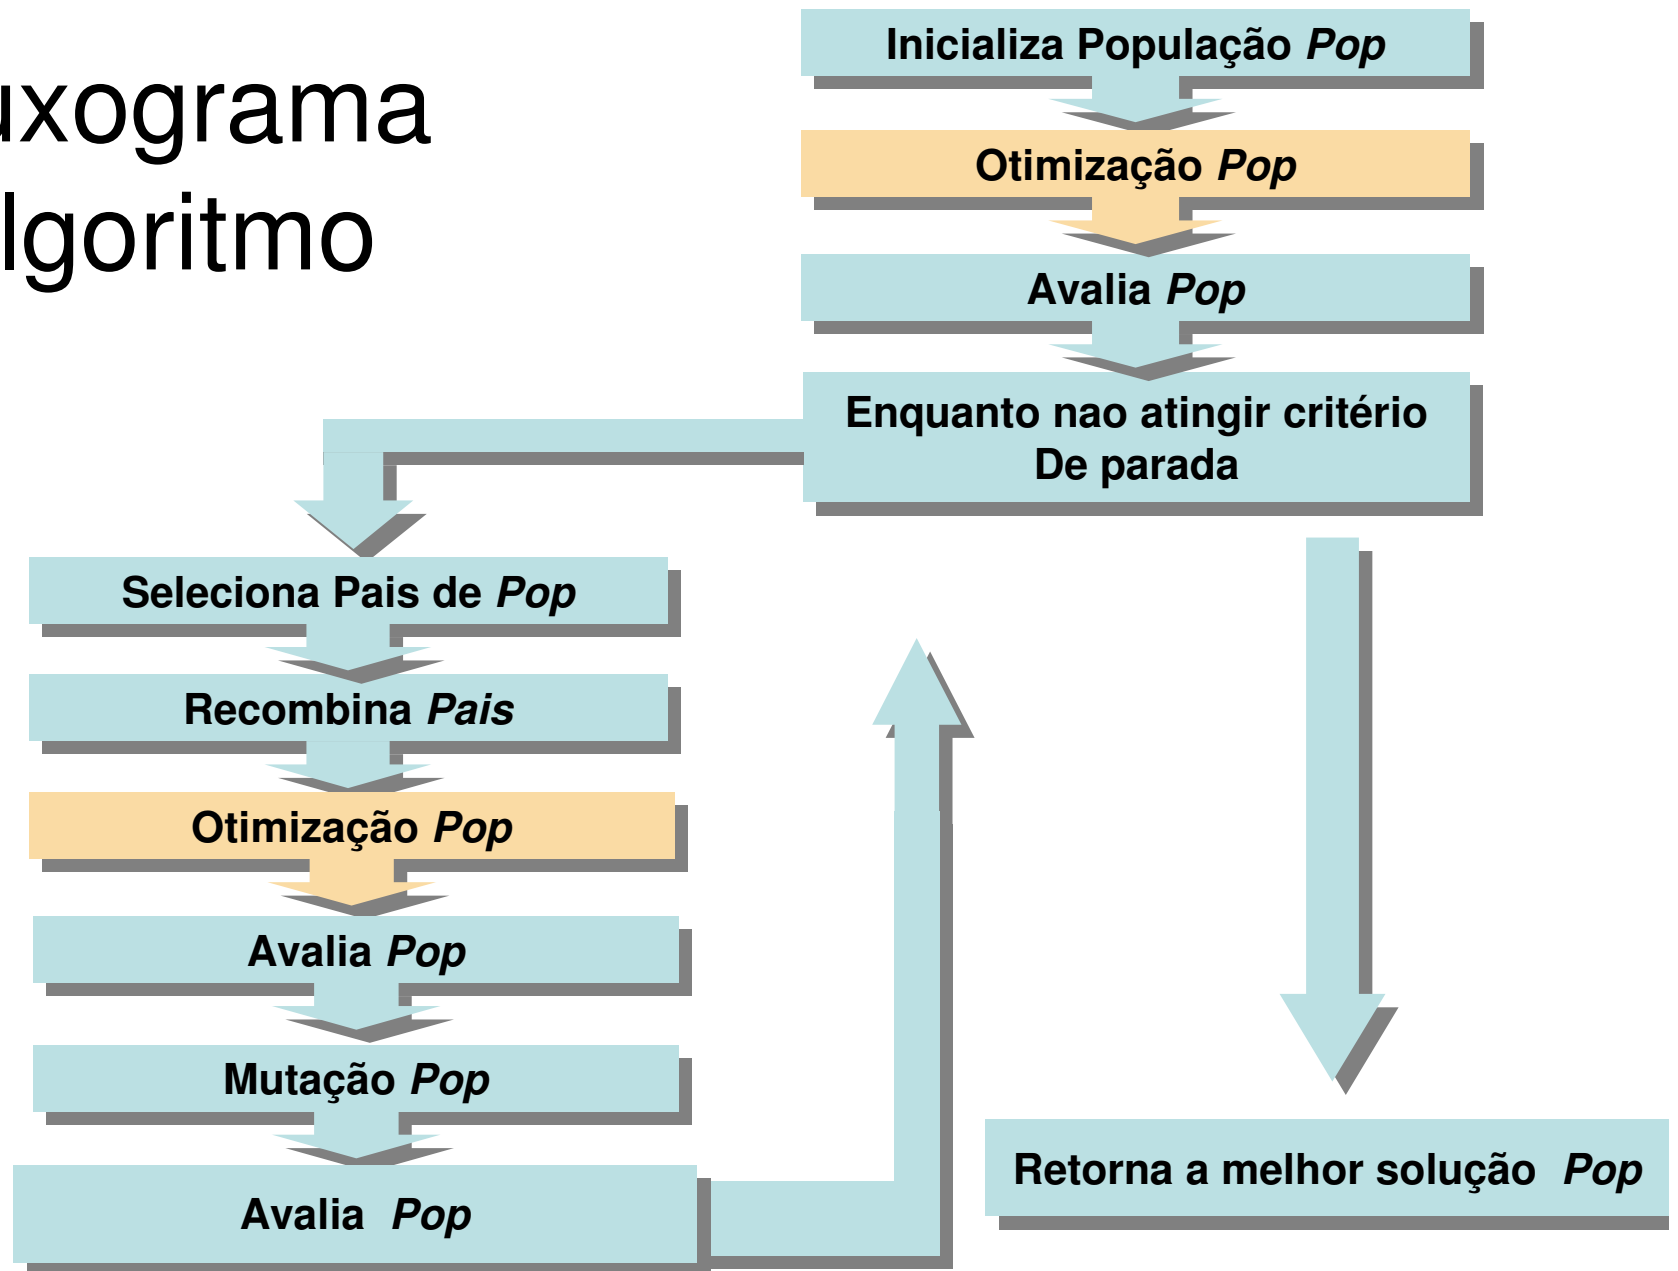 uxograma
lgoritmo
Inicializa População Pop
Otimização Pop
Avalia Pop
Enquanto nao atingir critério
De parada
Seleciona Pais de Pop
Recombina Pais
Otimização Pop
Avalia Pop
Mutação Pop
Avalia Pop
Retorna a melhor solução Pop